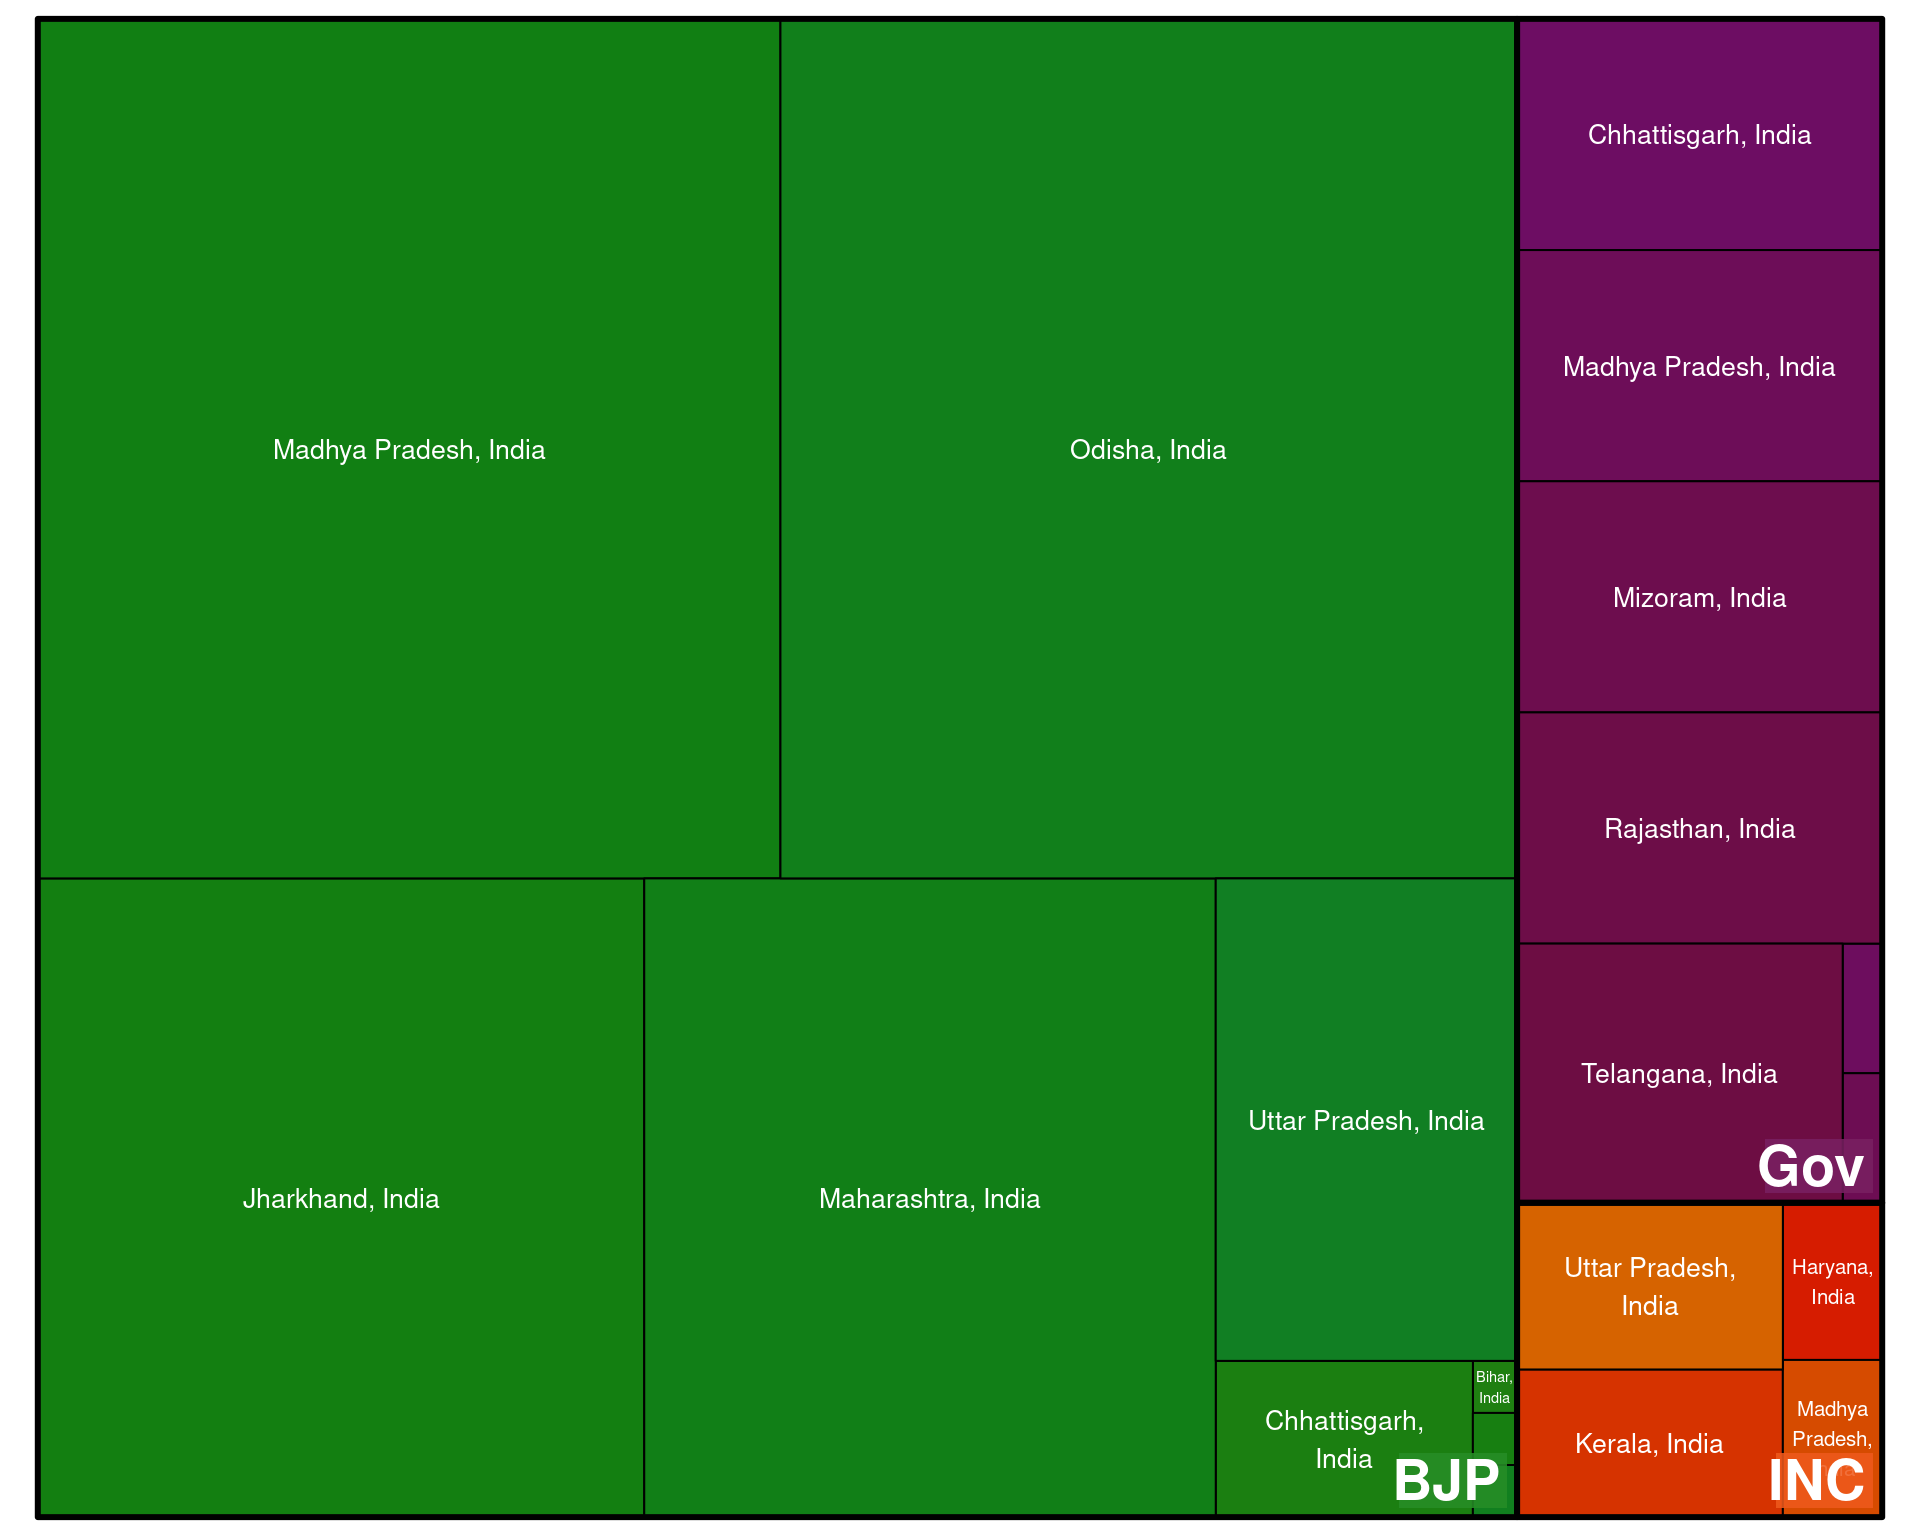 Madhya Pradesh, India
Odisha, India
Jharkhand, India
Maharashtra, India
Uttar Pradesh, India
Chhattisgarh,
India
Bihar,
India
BJP
Chhattisgarh, India
Madhya Pradesh, India
Mizoram, India
Rajasthan, India
Telangana, India
Gov
Uttar Pradesh,
India
Haryana,
India
Kerala, India
Madhya
Pradesh,
INC